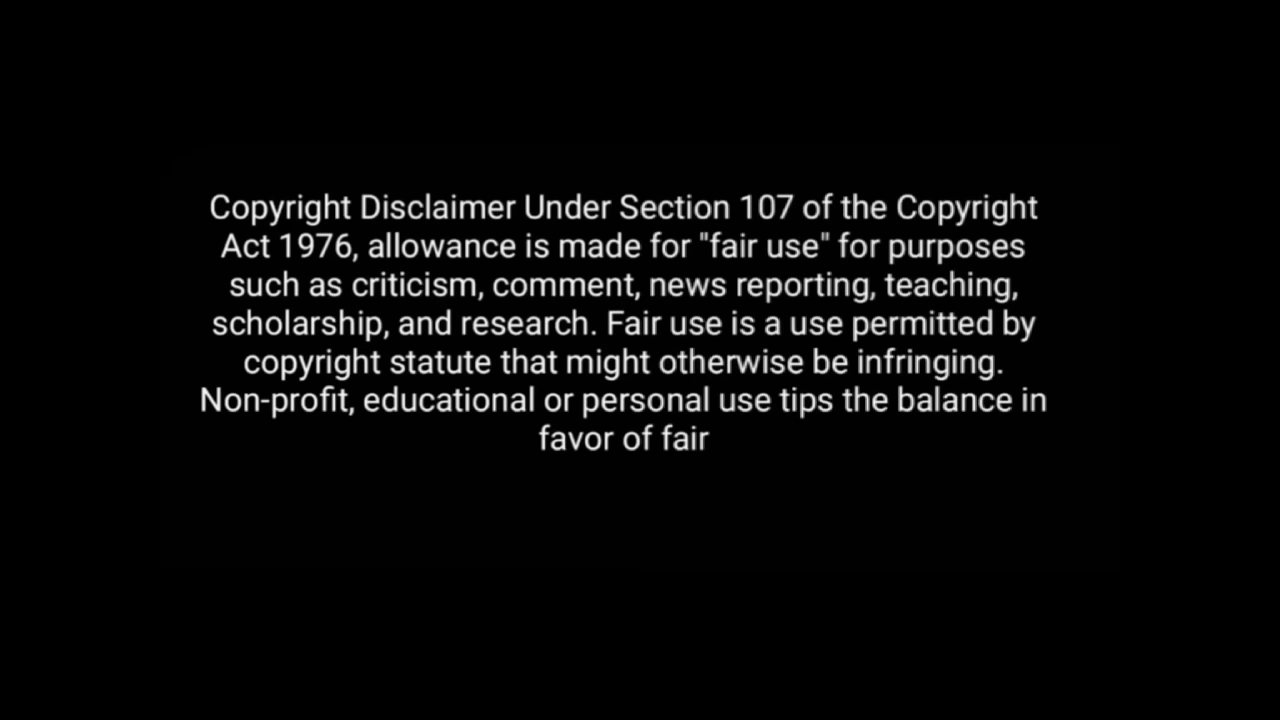 Copyright Disclaimer Under Section 107 of the Copyright
Act 1976, allowance is made for "fair use" for purposes
such as criticism, comment, news reporting, teaching,
scholarship, and research. Fair use is a use permitted by
copyright statute that might otherwise be infringing.
Non-profit, educational or personal use tips the balance in
favor of fair